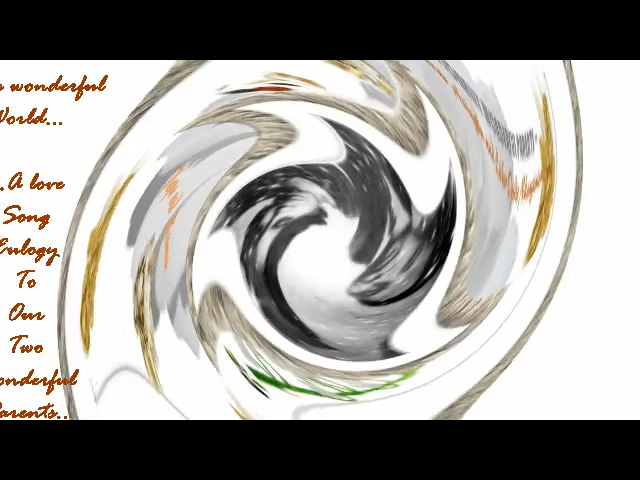 wonderful
World...
..A love
Song
Eulogy
To
Our
Two
wonderful
Parents..